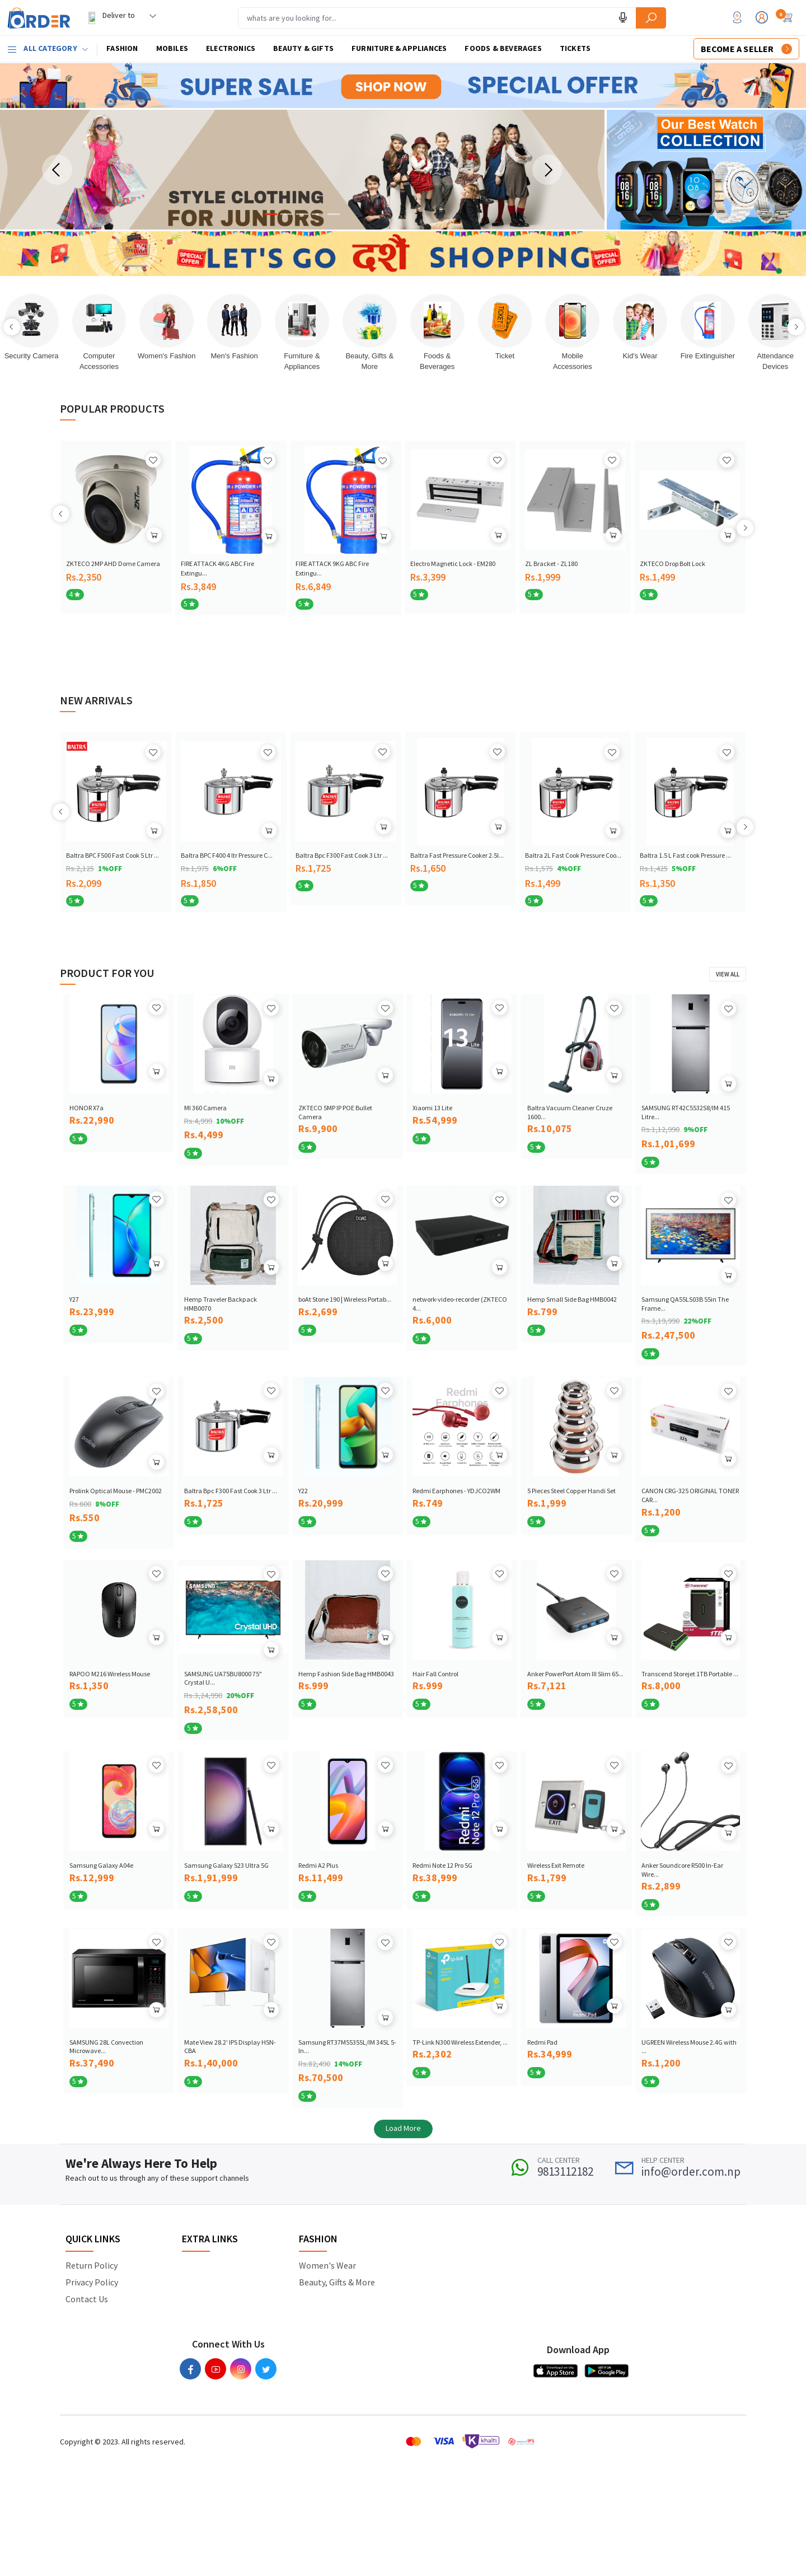 ORDER
Deliver to
whats are you looking for...
0
ALL CATEGORY
FASHION
MOBILES
ELECTRONICS
BEAUTY & GIFTS
FURNITURE & APPLIANCES
FOODS & BEVERAGES
TICKETS
BECOME A SELLER
SUPER SALE
SHOP NOW
SPECIAL OFFER
STYLE CLOTHING
FOR JUNIORS
Our Best Watch
COLLECTION
LET'S GO दशैं SHOPPING
SPECIAL OFFER
SPECIAL OFFER
Security Camera
Computer
Accessories
Women's Fashion
Men's Fashion
Furniture &
Appliances
Beauty, Gifts &
More
Foods &
Beverages
Ticket
Mobile
Accessories
Kid's Wear
Fire Extinguisher
Attendance
Devices
POPULAR PRODUCTS
ZKTECO 2MP AHD Dome Camera
Rs.2,350
4
FIRE ATTACK 4KG ABC Fire
Extingu...
Rs.3,849
5
FIRE ATTACK 9KG ABC Fire
Extingu...
Rs.6,849
5
Electro Magnetic Lock - EM280
Rs.3,399
5
ZL Bracket - ZL180
Rs.1,999
5
ZKTECO Drop Bolt Lock
Rs.1,499
5
NEW ARRIVALS
BALTRA
Baltra BPC F500 Fast Cook 5 Ltr ...
Rs.2,125 1%OFF
Rs.2,099
5
Baltra BPC F400 4 ltr Pressure C...
Rs.1,975 6%OFF
Rs.1,850
5
Baltra Bpc F300 Fast Cook 3 Ltr ...
Rs.1,725
5
Baltra Fast Pressure Cooker 2.5l...
Rs.1,650
5
Baltra 2L Fast Cook Pressure Coo...
Rs.1,575 4%OFF
Rs.1,499
5
Baltra 1.5 L Fast cook Pressure ...
Rs.1,425 5%OFF
Rs.1,350
5
PRODUCT FOR YOU
VIEW ALL
HONOR X7a
Rs.22,990
5
MI 360 Camera
Rs.4,999 10%OFF
Rs.4,499
5
ZKTECO 5MP IP POE Bullet
Camera
Rs.9,900
5
13
Lite
Xiaomi 13 Lite
Rs.54,999
5
Baltra Vacuum Cleaner Cruze
1600...
Rs.10,075
5
SAMSUNG RT42C5532S8/IM 415
Litre...
Rs.1,12,990 9%OFF
Rs.1,01,699
5
Y27
Rs.23,999
5
Hemp Traveler Backpack
HMB0070
Rs.2,500
5
boAt Stone 190 | Wireless Portab...
Rs.2,699
5
network-video-recorder (ZKTECO
4...
Rs.6,000
5
Hemp Small Side Bag HMB0042
Rs.799
5
Samsung QA55LS03B 55in The
Frame...
Rs.3,19,990 22%OFF
Rs.2,47,500
5
Prolink Optical Mouse - PMC2002
Rs.600 8%OFF
Rs.550
5
Baltra Bpc F300 Fast Cook 3 Ltr ...
Rs.1,725
5
Y22
Rs.20,999
5
Redmi
Earphones
Redmi Earphones - YDJC02WM
Rs.749
5
5 Pieces Steel Copper Handi Set
Rs.1,999
5
CANON CRG-325 ORIGINAL TONER
CAR...
Rs.1,200
5
RAPOO M216 Wireless Mouse
Rs.1,350
5
SAMSUNG
Crystal UHD
SAMSUNG UA75BU8000 75"
Crystal U...
Rs.3,24,990 20%OFF
Rs.2,58,500
5
Hemp Fashion Side Bag HMB0043
Rs.999
5
Hair Fall Control
Rs.999
5
Anker PowerPort Atom III Slim 65...
Rs.7,121
5
Transcend
1TB
Transcend Storejet 1TB Portable ...
Rs.8,000
5
Samsung Galaxy A04e
Rs.12,999
5
Samsung Galaxy S23 Ultra 5G
Rs.1,91,999
5
Redmi A2 Plus
Rs.11,499
5
Redmi
Note 12 Pro 5G
Redmi Note 12 Pro 5G
Rs.38,999
5
EXIT
Wireless Exit Remote
Rs.1,799
5
Anker Soundcore R500 In-Ear
Wire...
Rs.2,899
5
SAMSUNG 28L Convection
Microwave...
Rs.37,490
5
Mate View 28.2' IPS Display HSN-
CBA
Rs.1,40,000
5
Samsung RT37M5535SL/IM 345L 5-
In...
Rs.82,490 14%OFF
Rs.70,500
5
tp-link
TP-Link N300 Wireless Extender, ...
Rs.2,302
5
Redmi Pad
Redmi Pad
Rs.34,999
5
UGREEN Wireless Mouse 2.4G with
...
Rs.1,200
5
Load More
We're Always Here To Help
Reach out to us through any of these support channels
CALL CENTER
9813112182
HELP CENTER
info@order.com.np
QUICK LINKS
Return Policy
Privacy Policy
Contact Us
EXTRA LINKS
FASHION
Women's Wear
Beauty, Gifts & More
Connect With Us
Download App
App Store
Google Play
Copyright © 2023. All rights reserved.
VISA
khalti